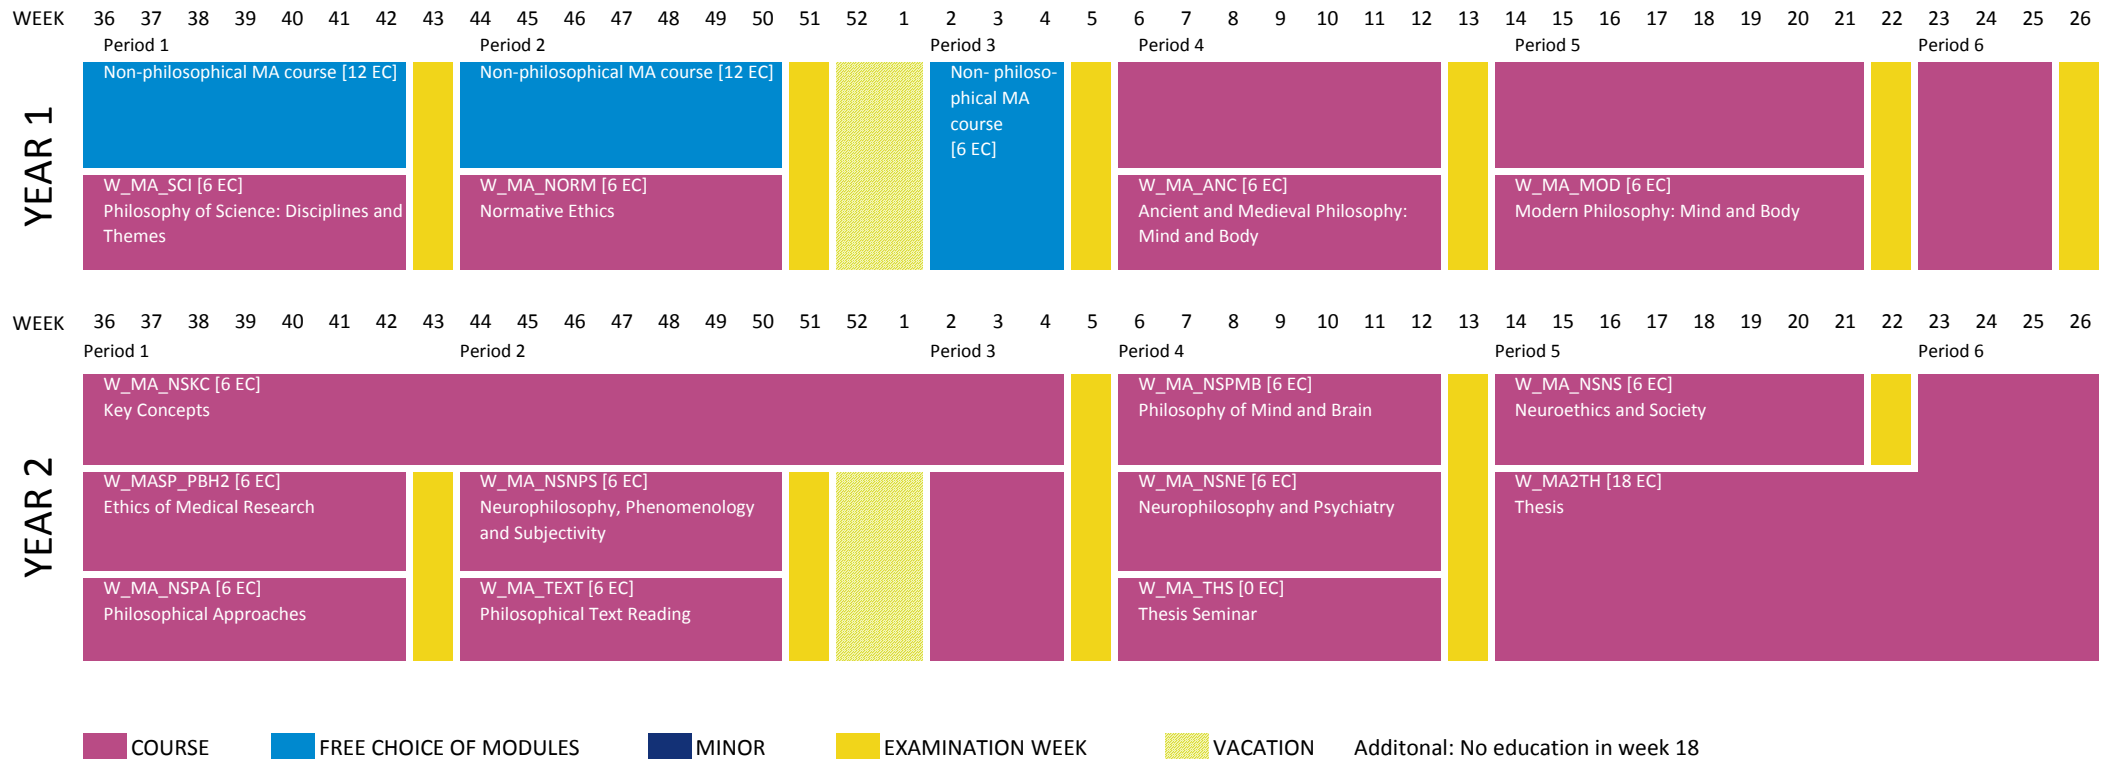 WEEK 36 37 38 39 40 41 42 43 44 45 46 47 48 49 50 51 52 1 2 3 4 5 6 7 8 9 10 11 12 13 14 15 16 17 18 19 20 21 22 23 24 25 26
Period 1 Period 2 Period 3 Period 4 Period 5 Period 6
YEAR 1
Non-philosophical MA course [12 EC]
Non-philosophical MA course [12 EC]
Non- philoso-
phical MA
course
[6 EC]
W_MA_SCI [6 EC]
Philosophy of Science: Disciplines and
Themes
W_MA_NORM [6 EC]
Normative Ethics
W_MA_ANC [6 EC]
Ancient and Medieval Philosophy:
Mind and Body
W_MA_MOD [6 EC]
Modern Philosophy: Mind and Body
WEEK 36 37 38 39 40 41 42 43 44 45 46 47 48 49 50 51 52 1 2 3 4 5 6 7 8 9 10 11 12 13 14 15 16 17 18 19 20 21 22 23 24 25 26
Period 1 Period 2 Period 3 Period 4 Period 5 Period 6
YEAR 2
W_MA_NSKC [6 EC]
Key Concepts
W_MA_NSPMB [6 EC]
Philosophy of Mind and Brain
W_MA_NSNS [6 EC]
Neuroethics and Society
W_MASP_PBH2 [6 EC]
Ethics of Medical Research
W_MA_NSNPS [6 EC]
Neurophilosophy, Phenomenology
and Subjectivity
W_MA_NSNE [6 EC]
Neurophilosophy and Psychiatry
W_MA2TH [18 EC]
Thesis
W_MA_NSPA [6 EC]
Philosophical Approaches
W_MA_TEXT [6 EC]
Philosophical Text Reading
W_MA_THS [0 EC]
Thesis Seminar
COURSE FREE CHOICE OF MODULES MINOR EXAMINATION WEEK VACATION Additonal: No education in week 18